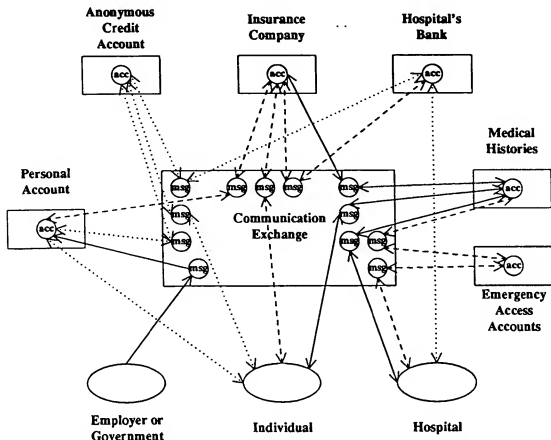 Anonymous
Credit
Account
acc
Insurance
Company
acc
Hospital's
Bank
acc
Personal
Account
acc
Medical
Histories
acc
msg
msg
msg
msg
msg
msg
Communication
Exchange
msg
msg
msg
msg
msg
msg
acc
Emergency
Access
Accounts
Employer or
Government
Individual
Hospital